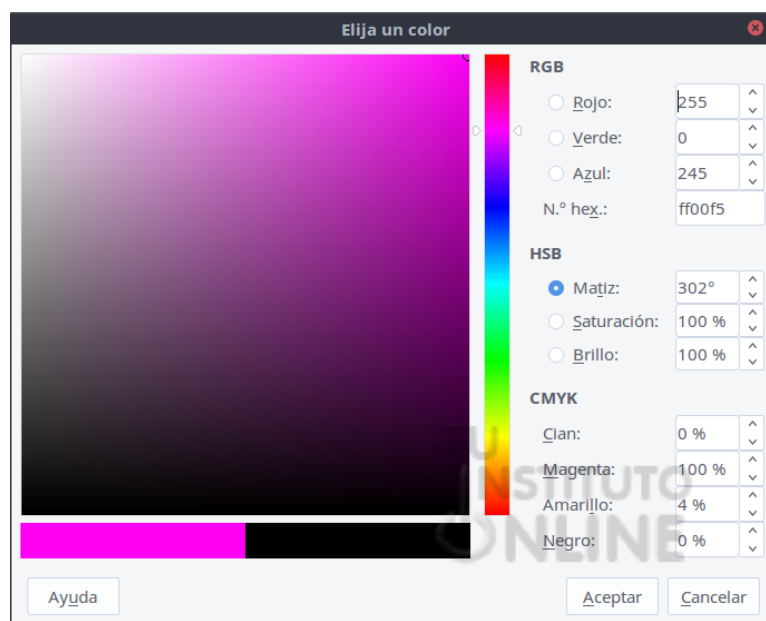 Elija un color
RGB
Rojo: 255
Verde: 0
Azul: 245
N.º hex.: ff00f5
HSB
Matiz: 302°
Saturación: 100 %
Brillo: 100 %
CMYK
Cian: 0 %
Magenta: 100 %
Amarillo: 4 %
Negro: 0 %
TU
INSTITUTO
ONLINE
Ayuda Aceptar Cancelar